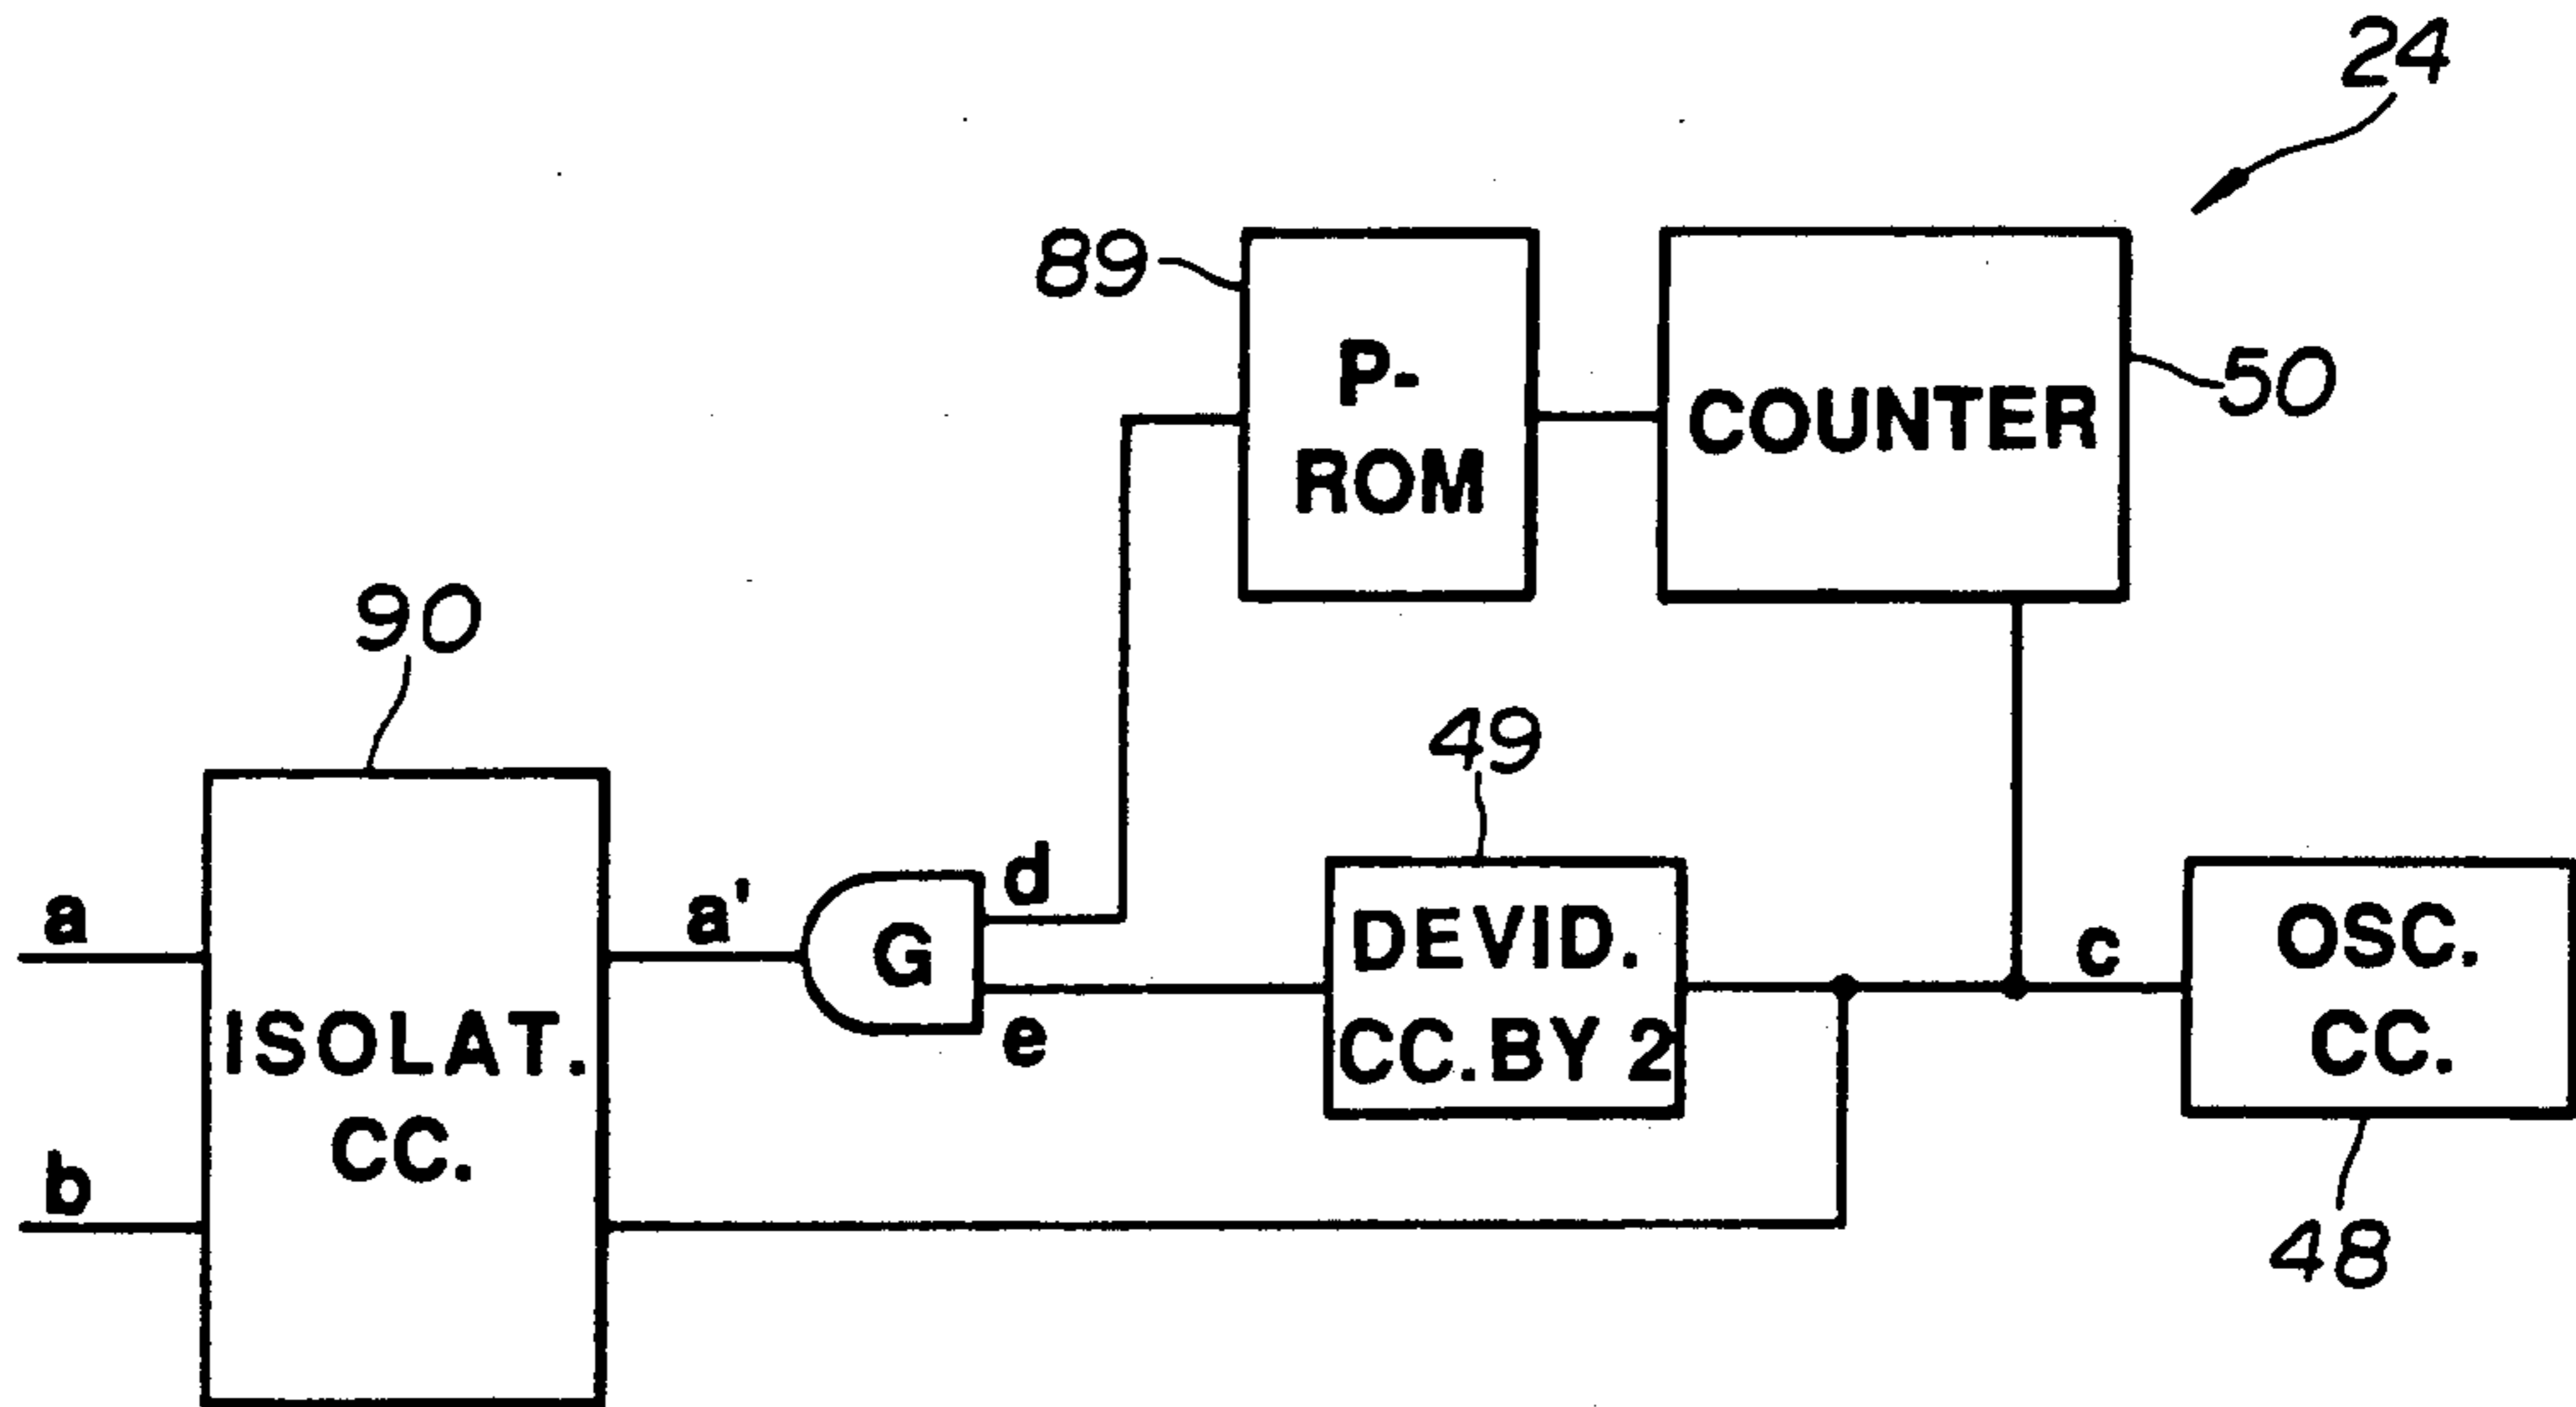 24
89
P-
ROM
COUNTER
50
90
49
a
a'
d
G
e
DEVID.
CC. BY 2
c
OSC.
CC.
ISOLAT.
CC.
b
48